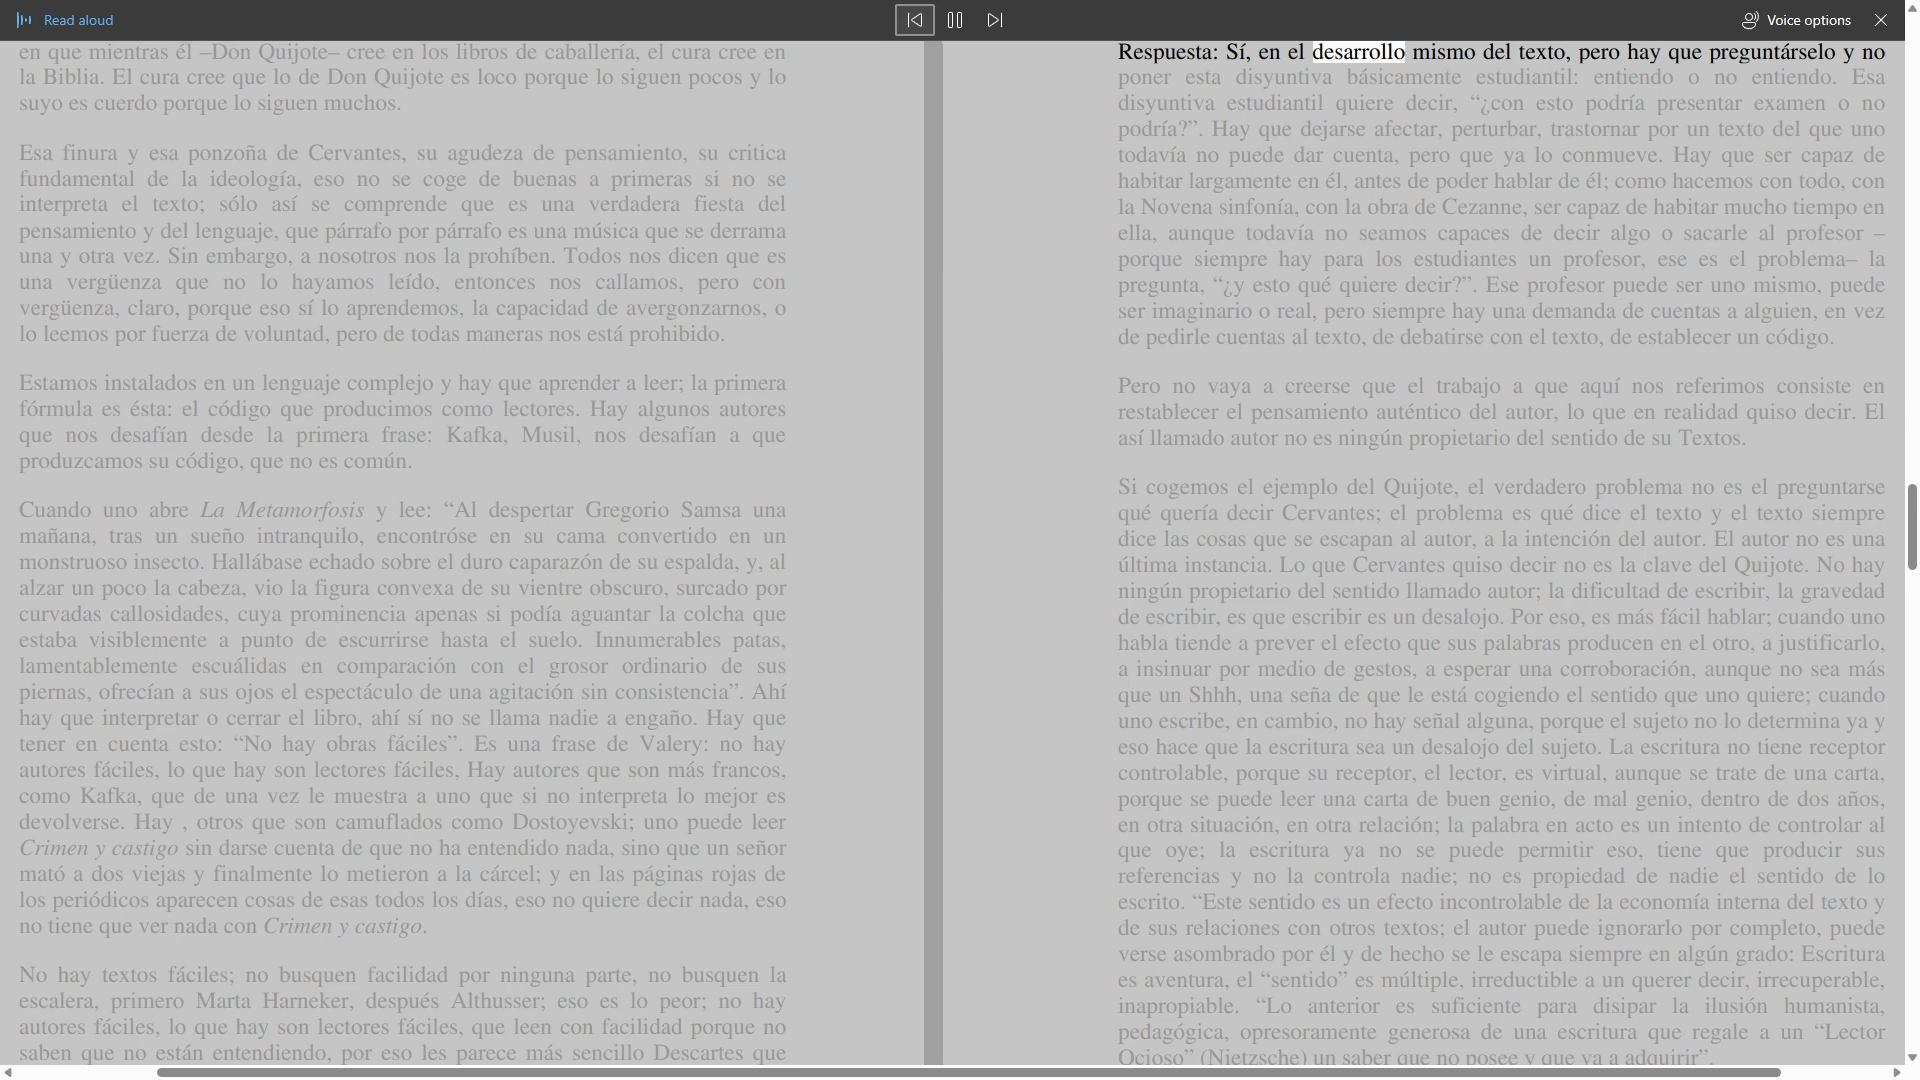 Read aloud
Voice options
en que mientras él –Don Quijote– cree en los libros de caballería, el cura cree en
la Biblia. El cura cree que lo de Don Quijote es loco porque lo siguen pocos y lo
suyo es cuerdo porque lo siguen muchos.
Esa finura y esa ponzoña de Cervantes, su agudeza de pensamiento, su critica
fundamental de la ideología, eso no se coge de buenas a primeras si no se
interpreta el texto; sólo así se comprende que es una verdadera fiesta del
pensamiento y del lenguaje, que párrafo por párrafo es una música que se derrama
una y otra vez. Sin embargo, a nosotros nos la prohíben. Todos nos dicen que es
una vergüenza que no lo hayamos leído, entonces nos callamos, pero con
vergüenza, claro, porque eso sí lo aprendemos, la capacidad de avergonzarnos, o
lo leemos por fuerza de voluntad, pero de todas maneras nos está prohibido.
Estamos instalados en un lenguaje complejo y hay que aprender a leer; la primera
fórmula es ésta: el código que producimos como lectores. Hay algunos autores
que nos desafían desde la primera frase: Kafka, Musil, nos desafían a que
produzcamos su código, que no es común.
Cuando uno abre La Metamorfosis y lee: “Al despertar Gregorio Samsa una
mañana, tras un sueño intranquilo, encontróse en su cama convertido en un
monstruoso insecto. Hallábase echado sobre el duro caparazón de su espalda, y, al
alzar un poco la cabeza, vio la figura convexa de su vientre obscuro, surcado por
curvadas callosidades, cuya prominencia apenas si podía aguantar la colcha que
estaba visiblemente a punto de escurrirse hasta el suelo. Innumerables patas,
lamentablemente escuálidas en comparación con el grosor ordinario de sus
piernas, ofrecían a sus ojos el espectáculo de una agitación sin consistencia”. Ahí
hay que interpretar o cerrar el libro, ahí sí no se llama nadie a engaño. Hay que
tener en cuenta esto: “No hay obras fáciles”. Es una frase de Valery: no hay
autores fáciles, lo que hay son lectores fáciles, Hay autores que son más francos,
como Kafka, que de una vez le muestra a uno que si no interpreta lo mejor es
devolverse. Hay , otros que son camuflados como Dostoyevski; uno puede leer
Crimen y castigo sin darse cuenta de que no ha entendido nada, sino que un señor
mató a dos viejas y finalmente lo metieron a la cárcel; y en las páginas rojas de
los periódicos aparecen cosas de esas todos los días, eso no quiere decir nada, eso
no tiene que ver nada con Crimen y castigo.
No hay textos fáciles; no busquen facilidad por ninguna parte, no busquen la
escalera, primero Marta Harneker, después Althusser; eso es lo peor; no hay
autores fáciles, lo que hay son lectores fáciles, que leen con facilidad porque no
saben que no están entendiendo, por eso les parece más sencillo Descartes que
Respuesta: Sí, en el desarrollo mismo del texto, pero hay que preguntárselo y no
poner esta disyuntiva básicamente estudiantil: entiendo o no entiendo. Esa
disyuntiva estudiantil quiere decir, “¿con esto podría presentar examen o no
podría?”. Hay que dejarse afectar, perturbar, trastornar por un texto del que uno
todavía no puede dar cuenta, pero que ya lo conmueve. Hay que ser capaz de
habitar largamente en él, antes de poder hablar de él; como hacemos con todo, con
la Novena sinfonía, con la obra de Cezanne, ser capaz de habitar mucho tiempo en
ella, aunque todavía no seamos capaces de decir algo o sacarle al profesor –
porque siempre hay para los estudiantes un profesor, ese es el problema– la
pregunta, “¿y esto qué quiere decir?”. Ese profesor puede ser uno mismo, puede
ser imaginario o real, pero siempre hay una demanda de cuentas a alguien, en vez
de pedirle cuentas al texto, de debatirse con el texto, de establecer un código.
Pero no vaya a creerse que el trabajo a que aquí nos referimos consiste en
restablecer el pensamiento auténtico del autor, lo que en realidad quiso decir. El
así llamado autor no es ningún propietario del sentido de su Textos.
Si cogemos el ejemplo del Quijote, el verdadero problema no es el preguntarse
qué quería decir Cervantes; el problema es qué dice el texto y el texto siempre
dice las cosas que se escapan al autor, a la intención del autor. El autor no es una
última instancia. Lo que Cervantes quiso decir no es la clave del Quijote. No hay
ningún propietario del sentido llamado autor; la dificultad de escribir, la gravedad
de escribir, es que escribir es un desalojo. Por eso, es más fácil hablar; cuando uno
habla tiende a prever el efecto que sus palabras producen en el otro, a justificarlo,
a insinuar por medio de gestos, a esperar una corroboración, aunque no sea más
que un Shhh, una seña de que le está cogiendo el sentido que uno quiere; cuando
uno escribe, en cambio, no hay señal alguna, porque el sujeto no lo determina ya y
eso hace que la escritura sea un desalojo del sujeto. La escritura no tiene receptor
controlable, porque su receptor, el lector, es virtual, aunque se trate de una carta,
porque se puede leer una carta de buen genio, de mal genio, dentro de dos años,
en otra situación, en otra relación; la palabra en acto es un intento de controlar al
que oye; la escritura ya no se puede permitir eso, tiene que producir sus
referencias y no la controla nadie; no es propiedad de nadie el sentido de lo
escrito. “Este sentido es un efecto incontrolable de la economía interna del texto y
de sus relaciones con otros textos; el autor puede ignorarlo por completo, puede
verse asombrado por él y de hecho se le escapa siempre en algún grado: Escritura
es aventura, el “sentido” es múltiple, irreductible a un querer decir, irrecuperable,
inapropiable. “Lo anterior es suficiente para disipar la ilusión humanista,
pedagógica, opresoramente generosa de una escritura que regale a un “Lector
Ocioso” (Nietzsche) un saber que no posee y que va a adquirir”.